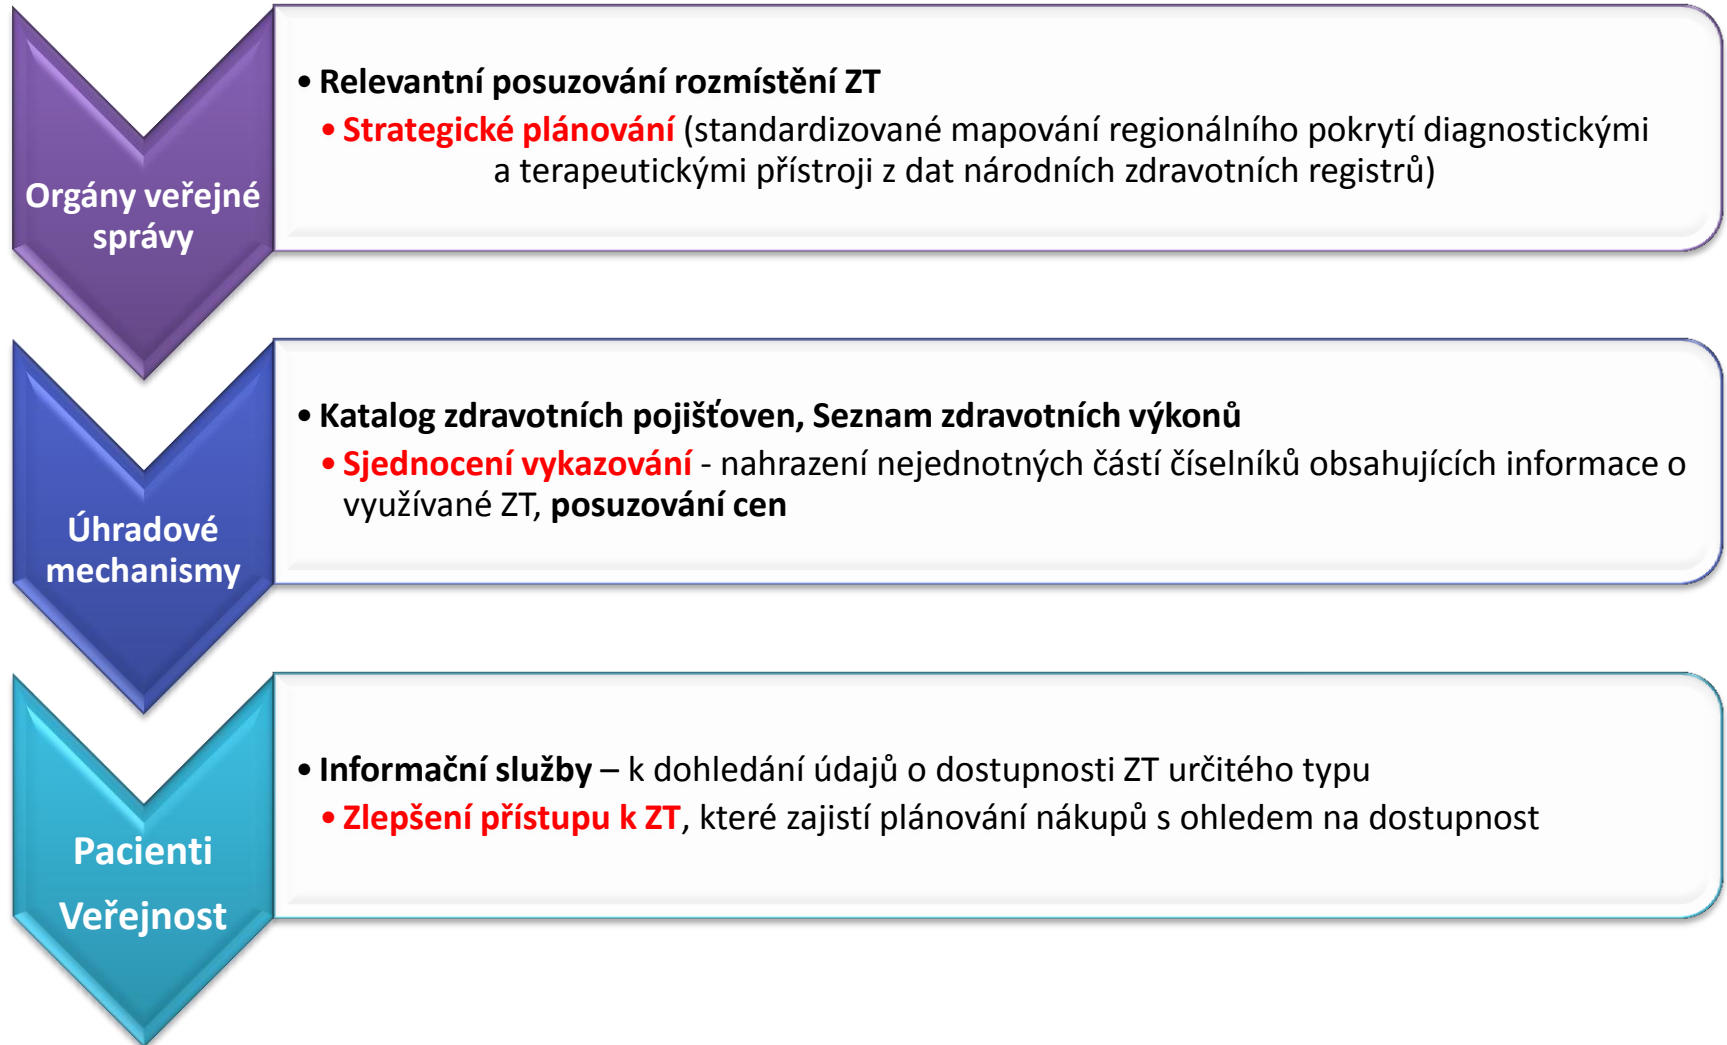 Orgány veřejné
správy
• Relevantní posuzování rozmístění ZT
• Strategické plánování (standardizované mapování regionálního pokrytí diagnostickými
a terapeutickými přístroji z dat národních zdravotních registrů)
Úhradové
mechanismy
• Katalog zdravotních pojišťoven, Seznam zdravotních výkonů
• Sjednocení vykazování - nahrazení nejednotných částí číselníků obsahujících informace o
využívané ZT, posuzování cen
Pacienti
Veřejnost
• Informační služby – k dohledání údajů o dostupnosti ZT určitého typu
• Zlepšení přístupu k ZT, které zajistí plánování nákupů s ohledem na dostupnost